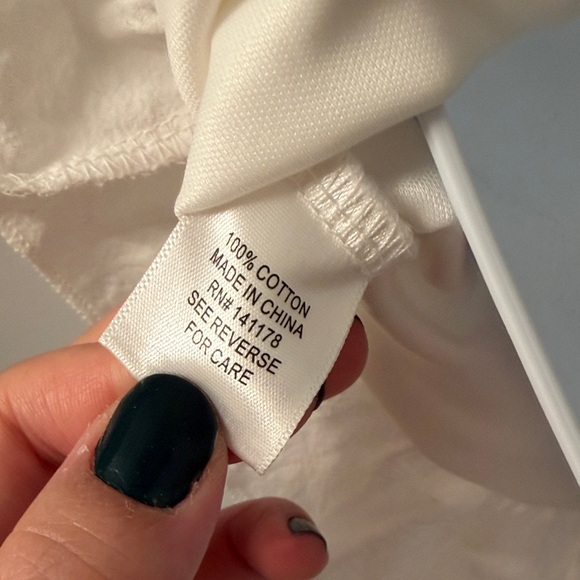 100% COTTON
MADE IN CHINA
RN# 141178
SEE REVERSE
FOR CARE